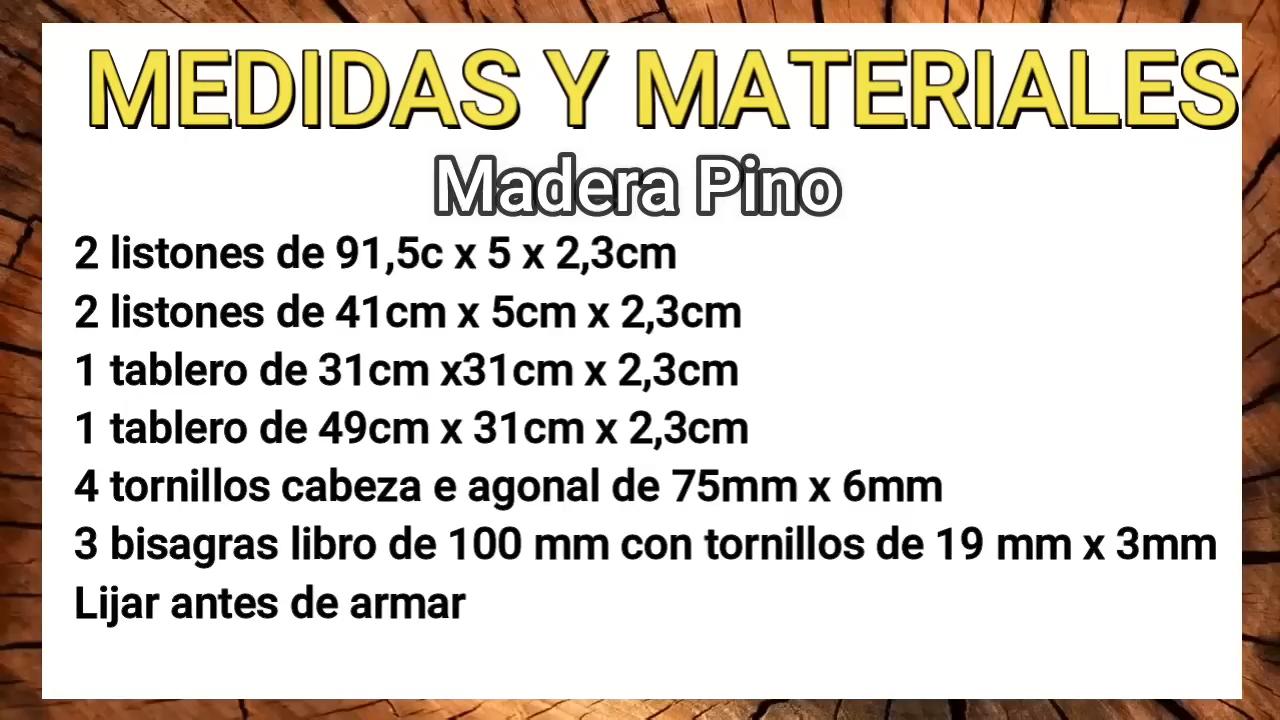 MEDIDAS Y MATERIALES
Madera Pino
2 listones de 91,5c x 5 x 2,3cm
2 listones de 41cm x 5cm x 2,3cm
1 tablero de 31cm x31cm x 2,3cm
1 tablero de 49cm x 31cm x 2,3cm
4 tornillos cabeza e agonal de 75mm x 6mm
3 bisagras libro de 100 mm con tornillos de 19 mm x 3mm
Lijar antes de armar